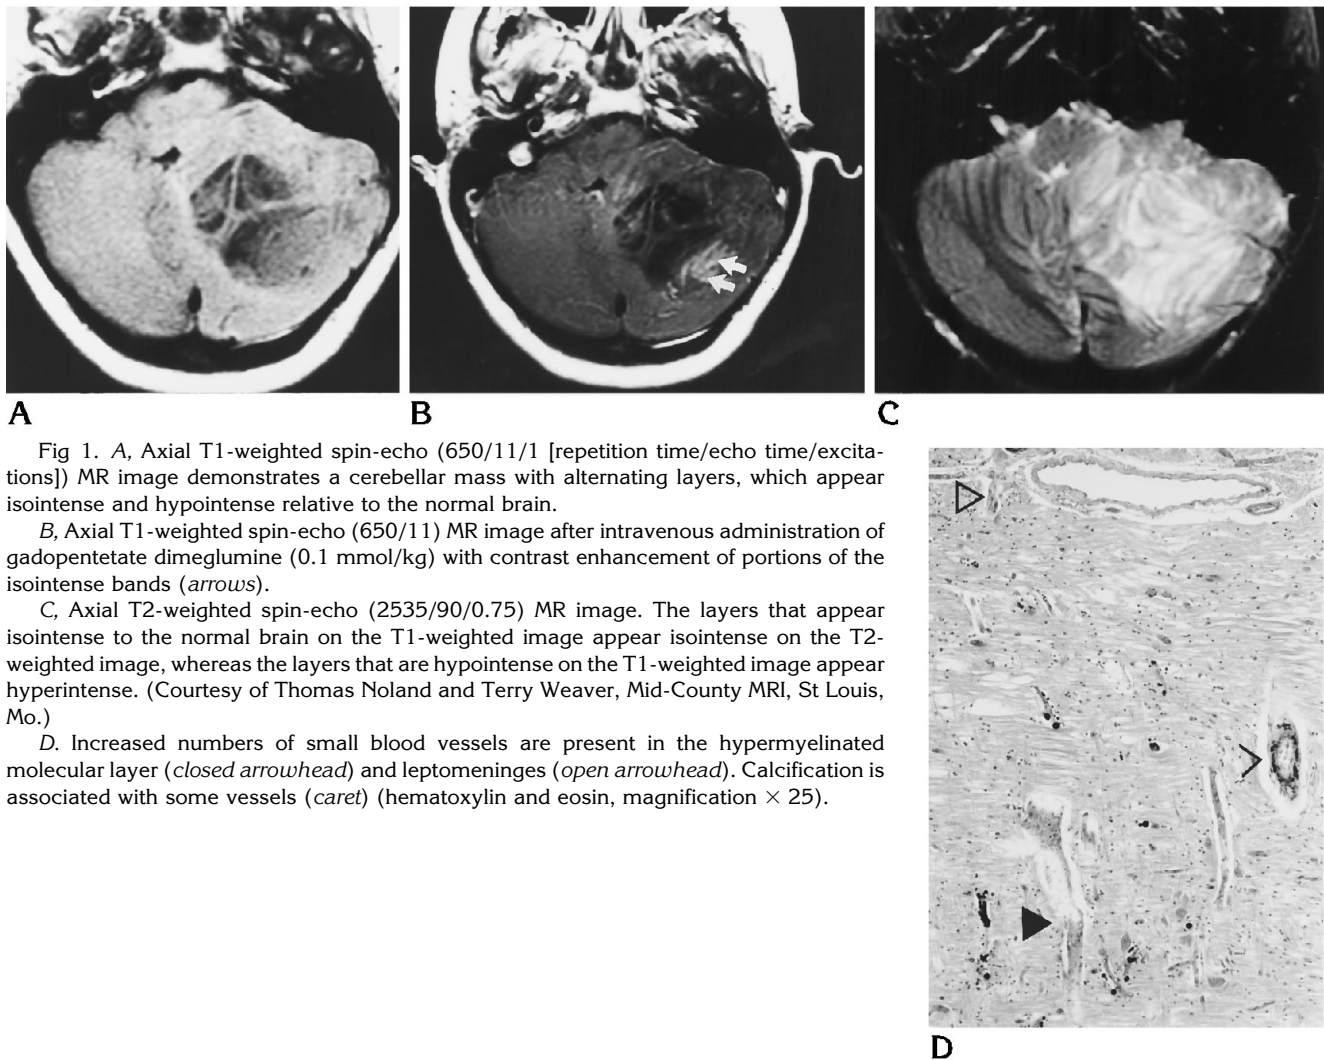 A
B
C
Fig 1. A, Axial T1-weighted spin-echo (650/11/1 [repetition time/echo time/excita-
tions]) MR image demonstrates a cerebellar mass with alternating layers, which appear
isointense and hypointense relative to the normal brain.
B, Axial T1-weighted spin-echo (650/11) MR image after intravenous administration of
gadopentetate dimeglumine (0.1 mmol/kg) with contrast enhancement of portions of the
isointense bands (arrows).
C, Axial T2-weighted spin-echo (2535/90/0.75) MR image. The layers that appear
isointense to the normal brain on the T1-weighted image appear isointense on the T2-
weighted image, whereas the layers that are hypointense on the T1-weighted image appear
hyperintense. (Courtesy of Thomas Noland and Terry Weaver, Mid-County MRI, St Louis,
Mo.)
D. Increased numbers of small blood vessels are present in the hypermyelinated
molecular layer (closed arrowhead) and leptomeninges (open arrowhead). Calcification is
associated with some vessels (caret) (hematoxylin and eosin, magnification × 25).
D